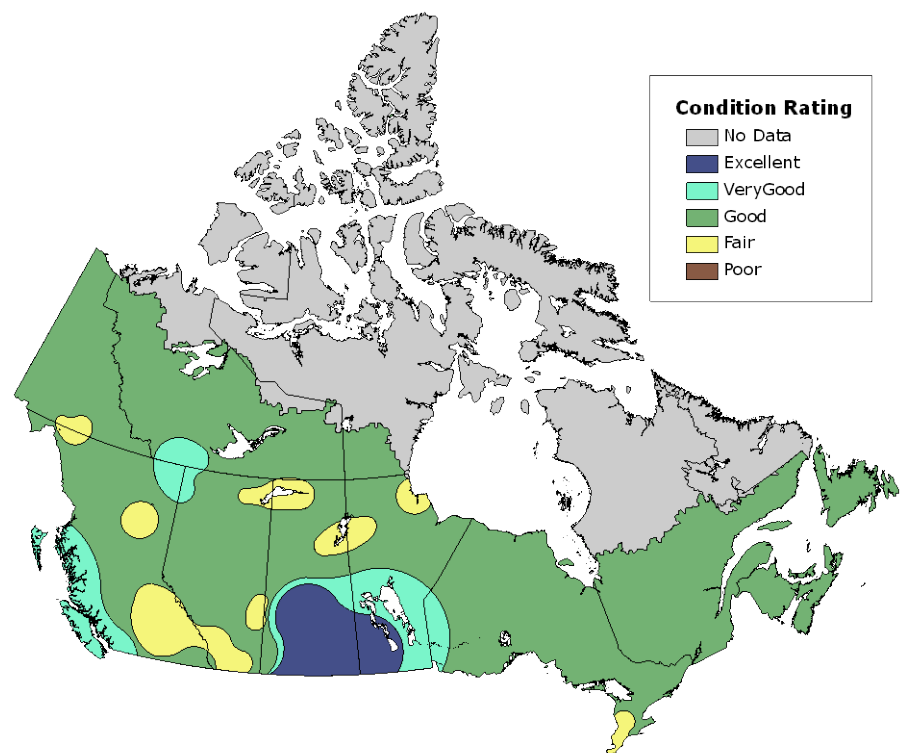 Condition Rating
No Data
Excellent
VeryGood
Good
Fair
Poor